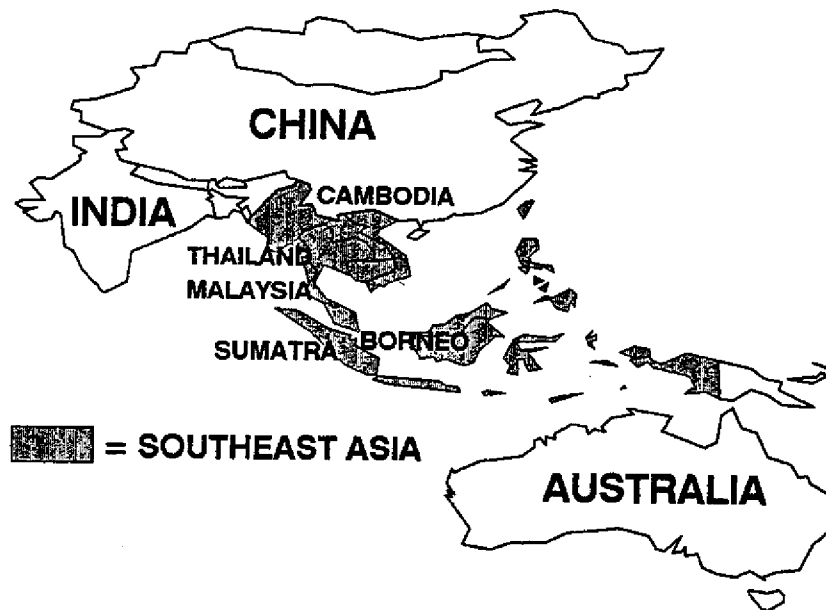 CHINA
CAMBODIA
INDIA
THAILAND
MALAYSIA
BORNEO
SUMATRA
= SOUTHEAST ASIA
AUSTRALIA